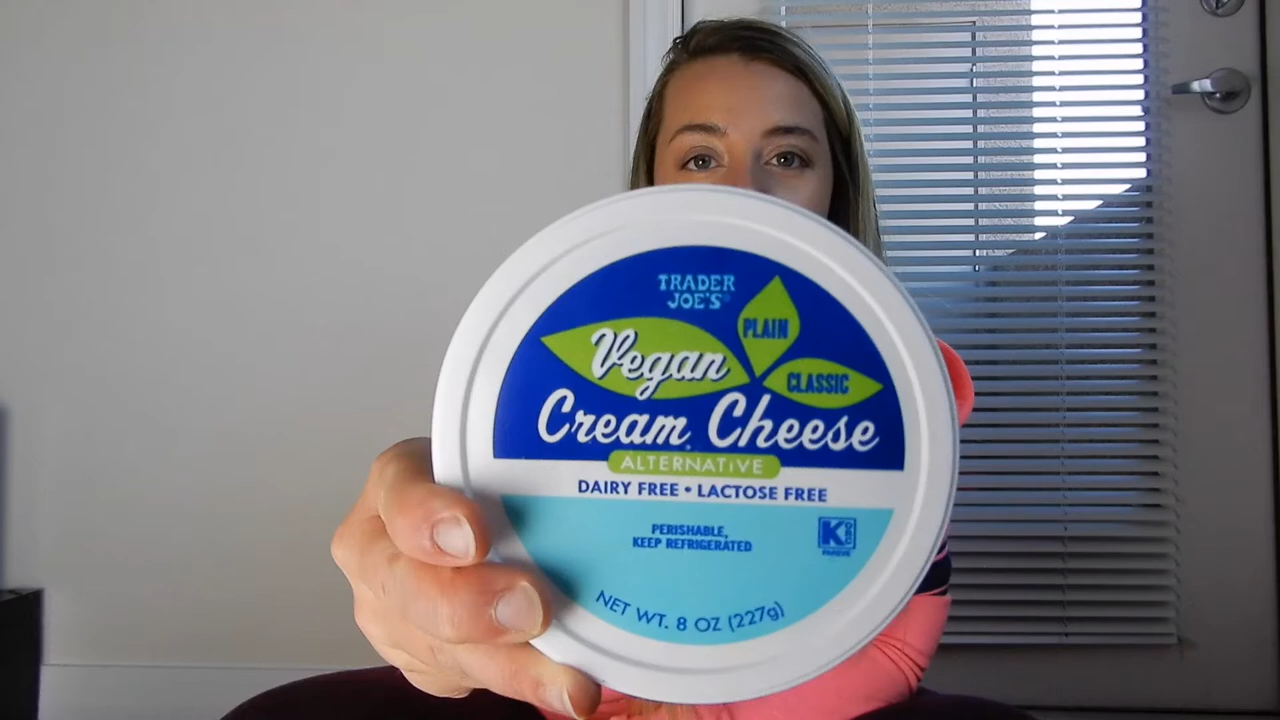 TRADER
JOE'S®
PLAIN
Vegan
CLASSIC
Cream Cheese
ALTERNATIVE
DAIRY FREE • LACTOSE FREE
PERISHABLE,
KEEP REFRIGERATED
K
PAREVE
NET WT. 8 OZ (227g)